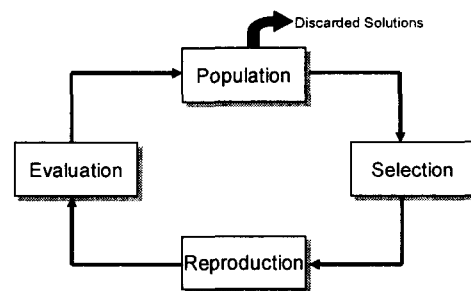 Discarded Solutions
Population
Evaluation
Selection
Reproduction